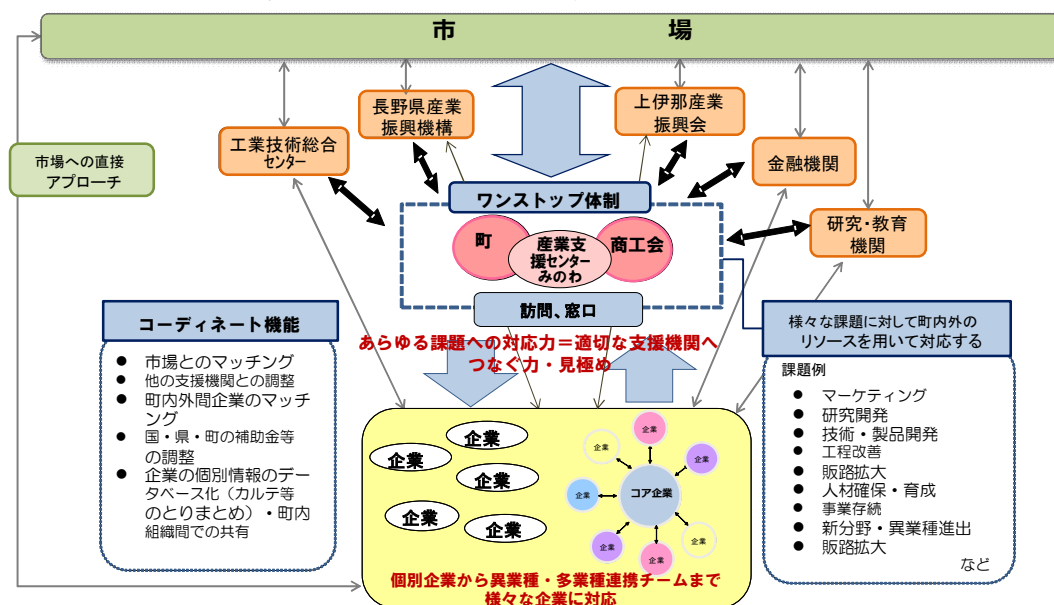 市　場
長野県産業
振興機構
上伊那産業
振興会
工業技術総合
センター
金融機関
市場への直接
アプローチ
ワンストップ体制
町
産業支
援センター
みのわ
商工会
研究・教育
機関
訪問、窓口
コーディネート機能
● 市場とのマッチング
● 他の支援機関との調整
● 町内外間企業のマッチ
ング
● 国・県・町の補助金等
の調整
● 企業の個別情報のデー
タベース化（カルテ等
のとりまとめ）・町内
組織間での共有
あらゆる課題への対応力＝適切な支援機関へ
つなぐ力・見極め
様々な課題に対して町内外の
リソースを用いて対応する
課題例
● マーケティング
● 研究開発
● 技術・製品開発
● 工程改善
● 販路拡大
● 人材確保・育成
● 事業存続
● 新分野・異業種進出
● 販路拡大
など
企業
企業
企業
企業
企業
企業
企業
企業
企業
コア企業
企業
企業
企業
企業
個別企業から異業種・多業種連携チームまで
様々な企業に対応